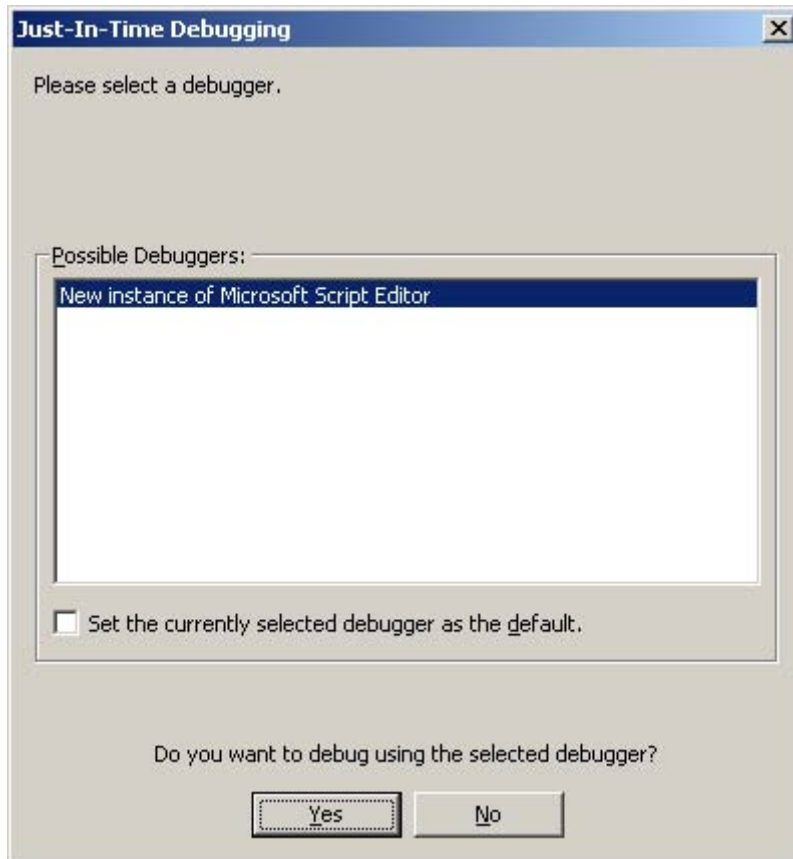 Just-In-Time Debugging
Please select a debugger.
Possible Debuggers:
New instance of Microsoft Script Editor
Set the currently selected debugger as the default.
Do you want to debug using the selected debugger?
Yes No